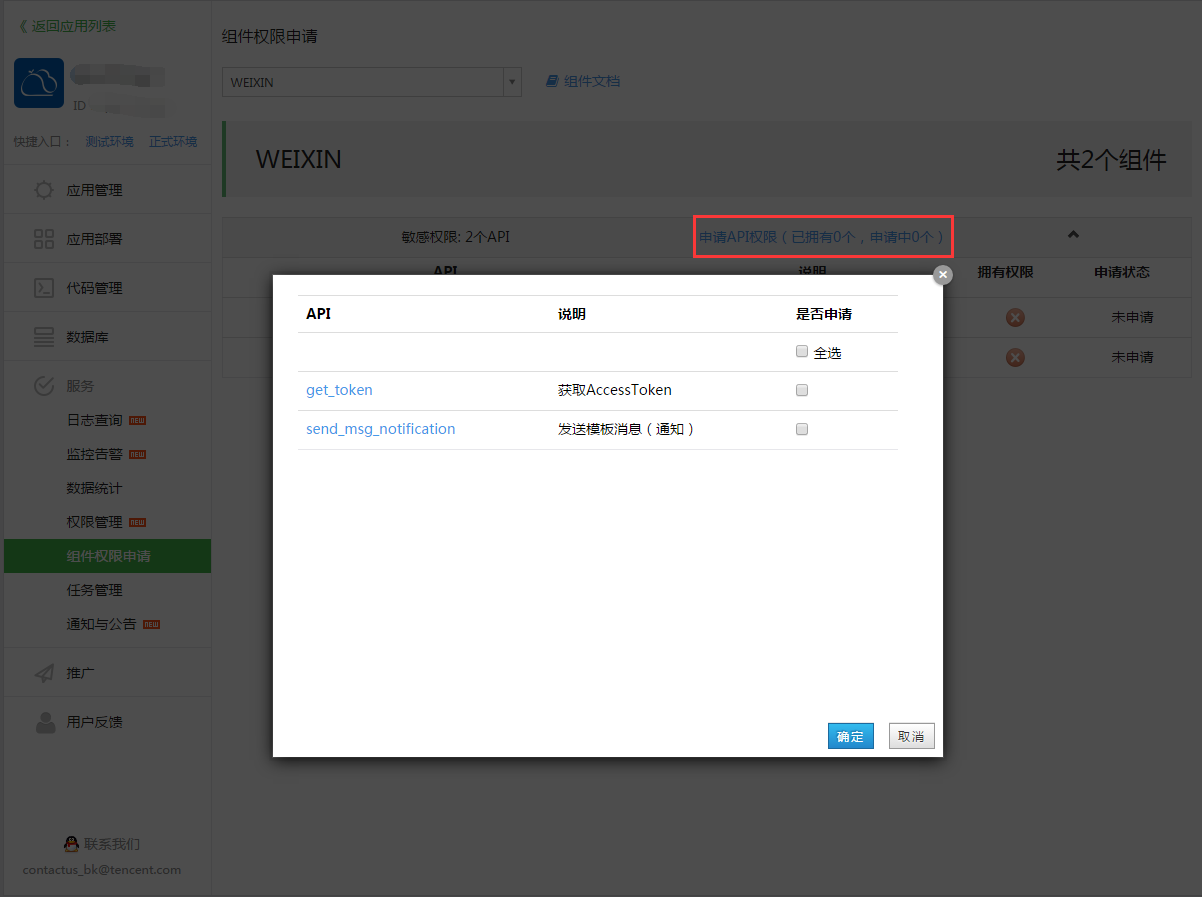 《 返回应用列表
ID
快捷入口： 测试环境 正式环境
应用管理
应用部署
代码管理
数据库
服务
日志查询 NEW
监控告警 NEW
数据统计
权限管理 NEW
组件权限申请
任务管理
通知与公告 NEW
推广
用户反馈
联系我们
contactus_bk@tencent.com
组件权限申请
WEIXIN 组件文档
WEIXIN 共2个组件
敏感权限: 2个API 申请API权限（已拥有0个，申请中0个）
API 说明 拥有权限 申请状态
未申请
未申请
API 说明 是否申请
全选
get_token 获取AccessToken
send_msg_notification 发送模板消息（通知）
确定 取消